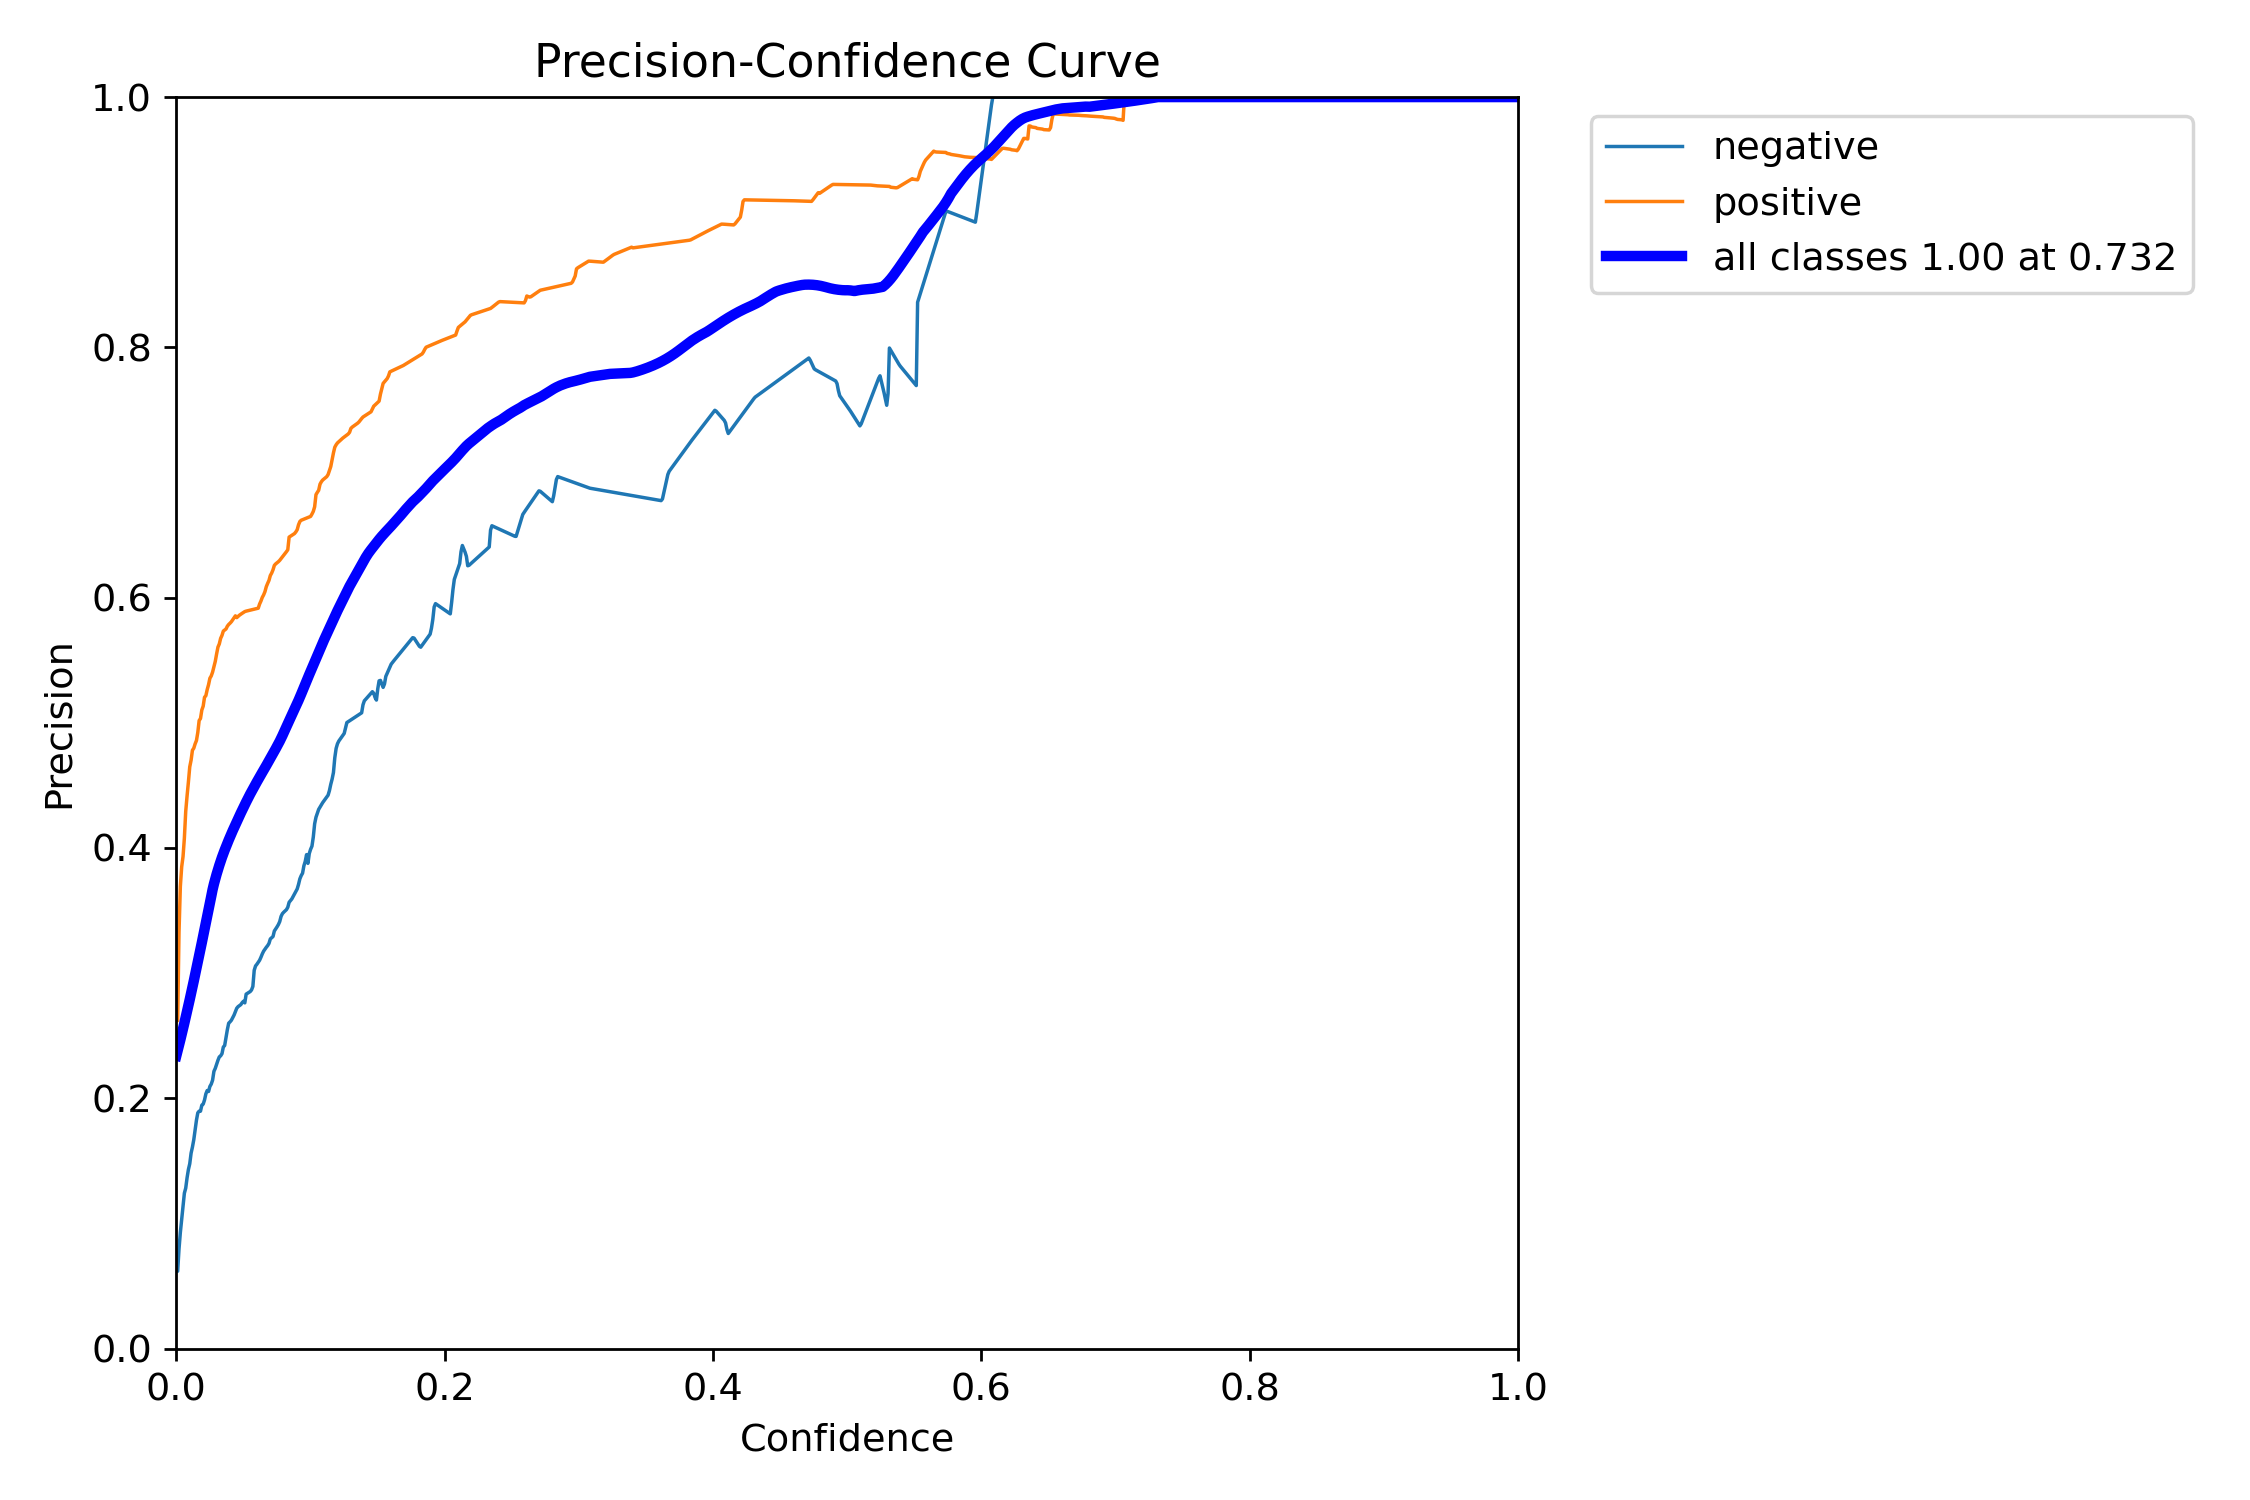 Precision-Confidence Curve
1.0
0.8
0.6
0.4
0.2
0.0
Precision
0.0 0.2 0.4 0.6 0.8 1.0
Confidence
negative
positive
all classes 1.00 at 0.732